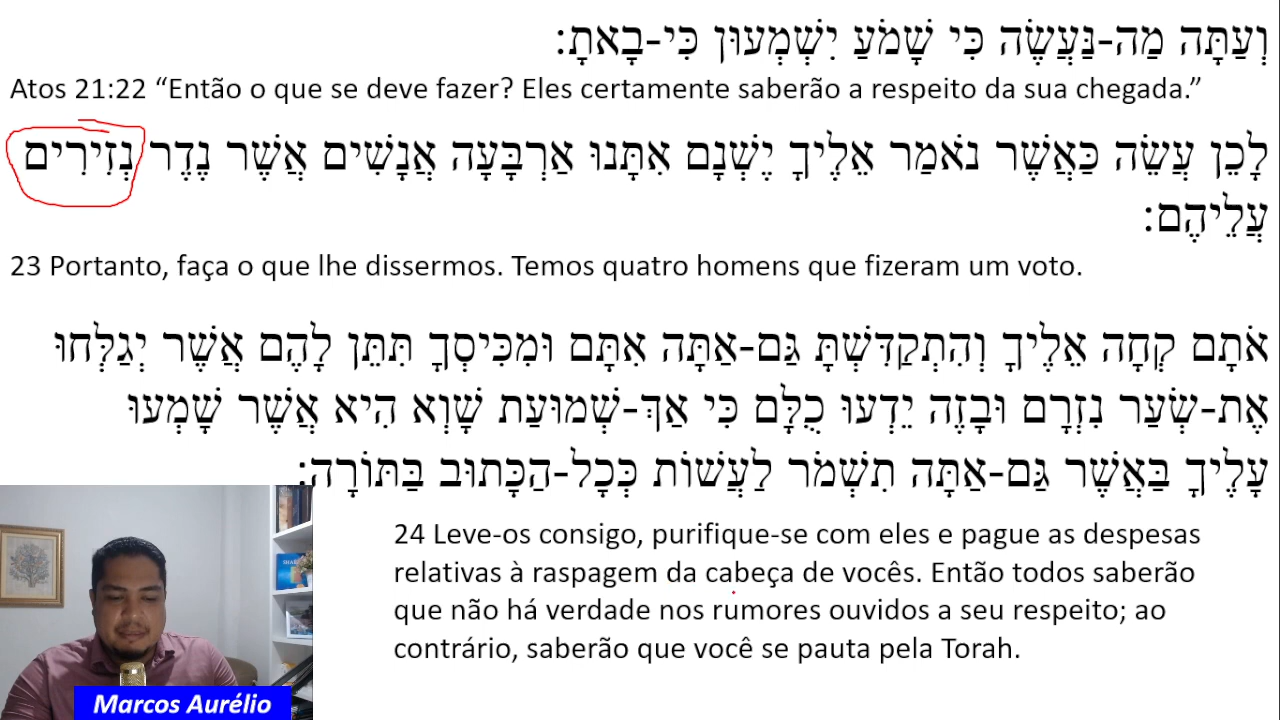 וְעַתָּה מַה-נַּעֲשֶׂה כִּי שָׁמֹעַ יִשְׁמְעוּן כִּי-בָאתָ:
Atos 21:22 “Então o que se deve fazer? Eles certamente saberão a respeito da sua chegada.”
לָכֵן עֲשֵׂה כַּאֲשֶׁר נֹאמַר אֵלֶיךָ יֶשְׁנָם אִתָּנוּ אַרְבָּעָה אֲנָשִׁים אֲשֶׁר נֶדֶר נְזִירִים
עֲלֵיהֶם:
23 Portanto, faça o que lhe dissermos. Temos quatro homens que fizeram um voto.
אֹתָם קְחָה אֵלֶיךָ וְהִתְקַדִּשְׁתָּ גַּם-אַתָּה אִתָּם וּמִכִּיסְךָ תִּתֵּן לָהֶם אֲשֶׁר יְגַלְּחוּ
אֶת-שְׂעַר נִזְרָם וּבָזֶה יֵדְעוּ כֻלָּם כִּי אַךְ-שְׁמוּעַת שָׁוְא הִיא אֲשֶׁר שָׁמְעוּ
עָלֶיךָ בַּאֲשֶׁר גַּם-אַתָּה תִשְׁמֹר לַעֲשׂוֹת כְּכָל-הַכָּתוּב בַּתּוֹרָה:
24 Leve-os consigo, purifique-se com eles e pague as despesas
relativas à raspagem da cabeça de vocês. Então todos saberão
que não há verdade nos rumores ouvidos a seu respeito; ao
contrário, saberão que você se pauta pela Torah.
Marcos Aurélio